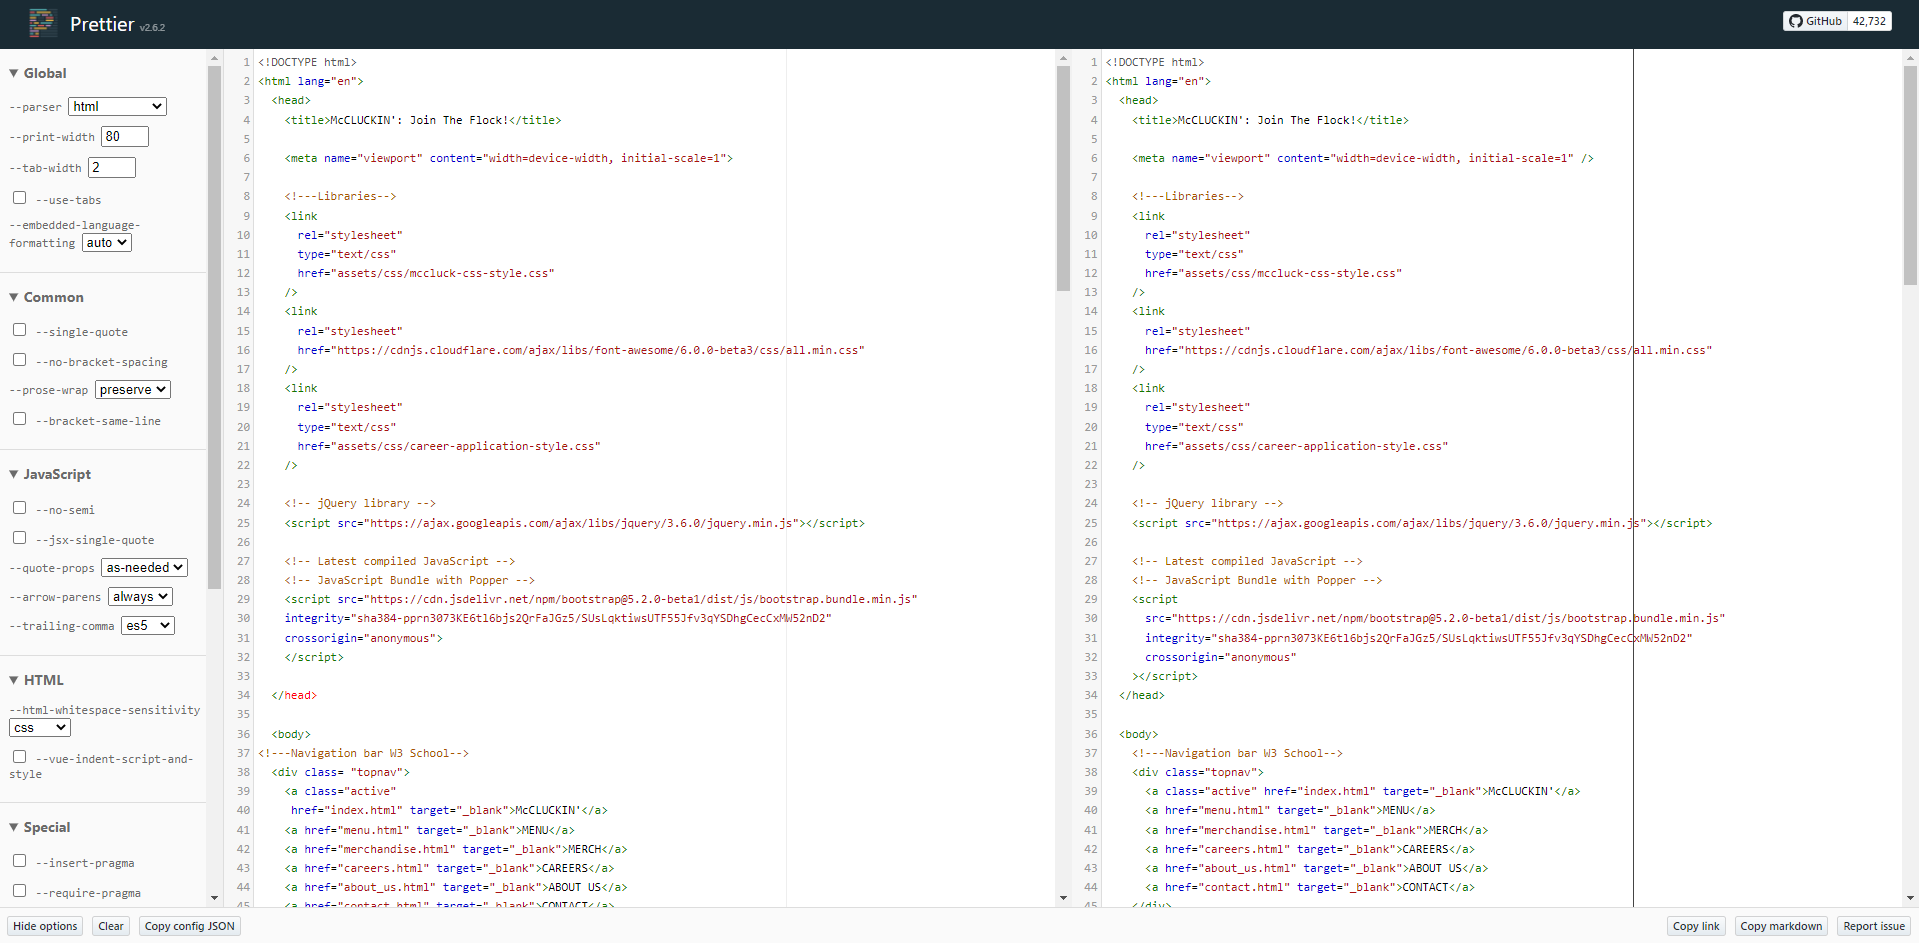 Prettier v2.6.2
GitHub 42,732
▼ Global
--parser html
--print-width 80
--tab-width 2
--use-tabs
--embedded-language-
formatting auto
▼ Common
--single-quote
--no-bracket-spacing
--prose-wrap preserve
--bracket-same-line
▼ JavaScript
--no-semi
--jsx-single-quote
--quote-props as-needed
--arrow-parens always
--trailing-comma es5
▼ HTML
--html-whitespace-sensitivity
css
--vue-indent-script-and-
style
▼ Special
--insert-pragma
--require-pragma
1 <!DOCTYPE html>
2 <html lang="en">
3 <head>
4 <title>McCLUCKIN': Join The Flock!</title>
5
6 <meta name="viewport" content="width=device-width, initial-scale=1">
7
8 <!---Libraries-->
9 <link
10 rel="stylesheet"
11 type="text/css"
12 href="assets/css/mccluck-css-style.css"
13 />
14 <link
15 rel="stylesheet"
16 href="https://cdnjs.cloudflare.com/ajax/libs/font-awesome/6.0.0-beta3/css/all.min.css"
17 />
18 <link
19 rel="stylesheet"
20 type="text/css"
21 href="assets/css/career-application-style.css"
22 />
23
24 <!-- jQuery library -->
25 <script src="https://ajax.googleapis.com/ajax/libs/jquery/3.6.0/jquery.min.js"></script>
26
27 <!-- Latest compiled JavaScript -->
28 <!-- JavaScript Bundle with Popper -->
29 <script src="https://cdn.jsdelivr.net/npm/bootstrap@5.2.0-beta1/dist/js/bootstrap.bundle.min.js"
30 integrity="sha384-pprn3073KE6tl6bjs2QrFaJGz5/SUsLqktiwsUTF55Jfv3qYSDhgCecCxMW52nD2"
31 crossorigin="anonymous">
32 </script>
33
34 </head>
35
36 <body>
37 <!---Navigation bar W3 School-->
38 <div class= "topnav">
39 <a class="active"
40 href="index.html" target="_blank">McCLUCKIN'</a>
41 <a href="menu.html" target="_blank">MENU</a>
42 <a href="merchandise.html" target="_blank">MERCH</a>
43 <a href="careers.html" target="_blank">CAREERS</a>
44 <a href="about_us.html" target="_blank">ABOUT US</a>
45 <a href="contact.html" target="_blank">CONTACT</a>
1 <!DOCTYPE html>
2 <html lang="en">
3 <head>
4 <title>McCLUCKIN': Join The Flock!</title>
5
6 <meta name="viewport" content="width=device-width, initial-scale=1" />
7
8 <!---Libraries-->
9 <link
10 rel="stylesheet"
11 type="text/css"
12 href="assets/css/mccluck-css-style.css"
13 />
14 <link
15 rel="stylesheet"
16 href="https://cdnjs.cloudflare.com/ajax/libs/font-awesome/6.0.0-beta3/css/all.min.css"
17 />
18 <link
19 rel="stylesheet"
20 type="text/css"
21 href="assets/css/career-application-style.css"
22 />
23
24 <!-- jQuery library -->
25 <script src="https://ajax.googleapis.com/ajax/libs/jquery/3.6.0/jquery.min.js"></script>
26
27 <!-- Latest compiled JavaScript -->
28 <!-- JavaScript Bundle with Popper -->
29 <script
30 src="https://cdn.jsdelivr.net/npm/bootstrap@5.2.0-beta1/dist/js/bootstrap.bundle.min.js"
31 integrity="sha384-pprn3073KE6tl6bjs2QrFaJGz5/SUsLqktiwsUTF55Jfv3qYSDhgCecCxMW52nD2"
32 crossorigin="anonymous"
33 ></script>
34 </head>
35
36 <body>
37 <!---Navigation bar W3 School-->
38 <div class="topnav">
39 <a class="active" href="index.html" target="_blank">McCLUCKIN'</a>
40 <a href="menu.html" target="_blank">MENU</a>
41 <a href="merchandise.html" target="_blank">MERCH</a>
42 <a href="careers.html" target="_blank">CAREERS</a>
43 <a href="about_us.html" target="_blank">ABOUT US</a>
44 <a href="contact.html" target="_blank">CONTACT</a>
45 </div>
Hide options Clear Copy config JSON
Copy link Copy markdown Report issue